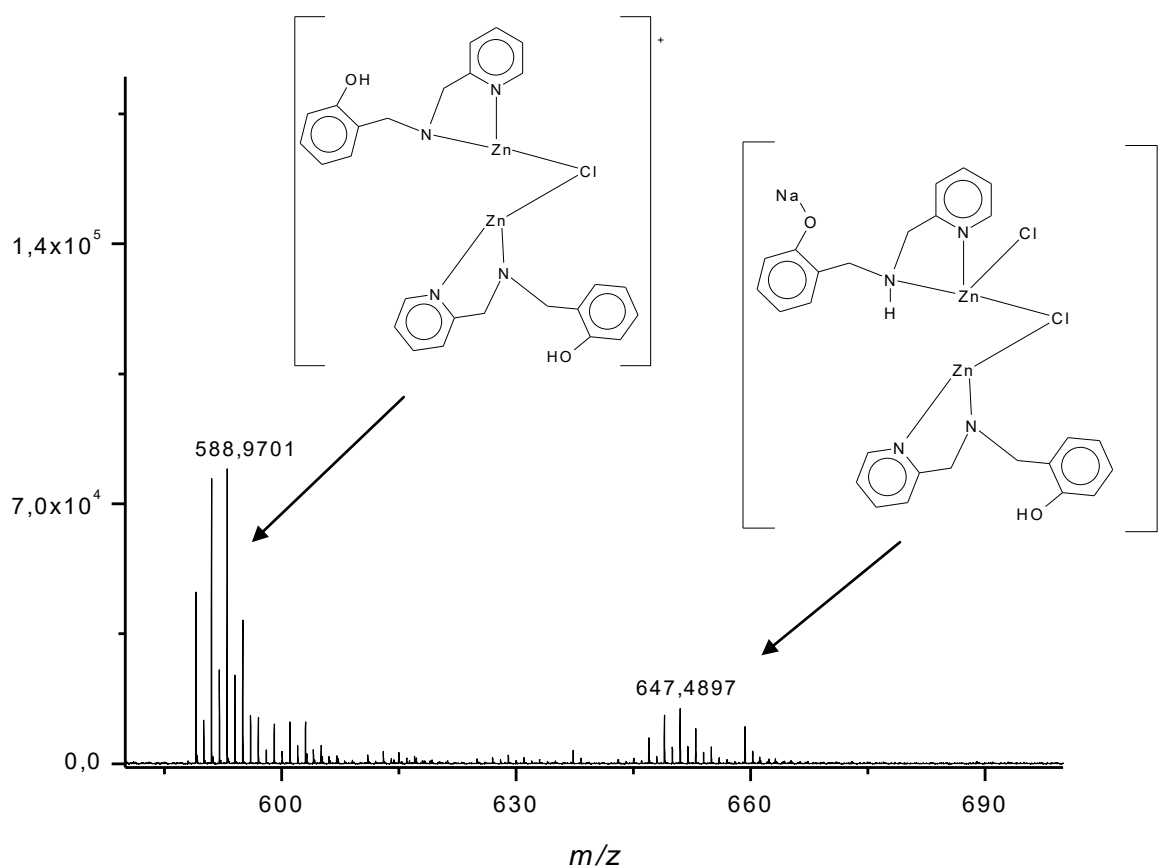 +
OH
N
N
Zn
Cl
Zn
N
N
HO
Na
O
N
Cl
N
H
Zn
Cl
Zn
N
N
HO
1,4x10⁵
588,9701
7,0x10⁴
647,4897
0,0
600 630 660 690
m/z